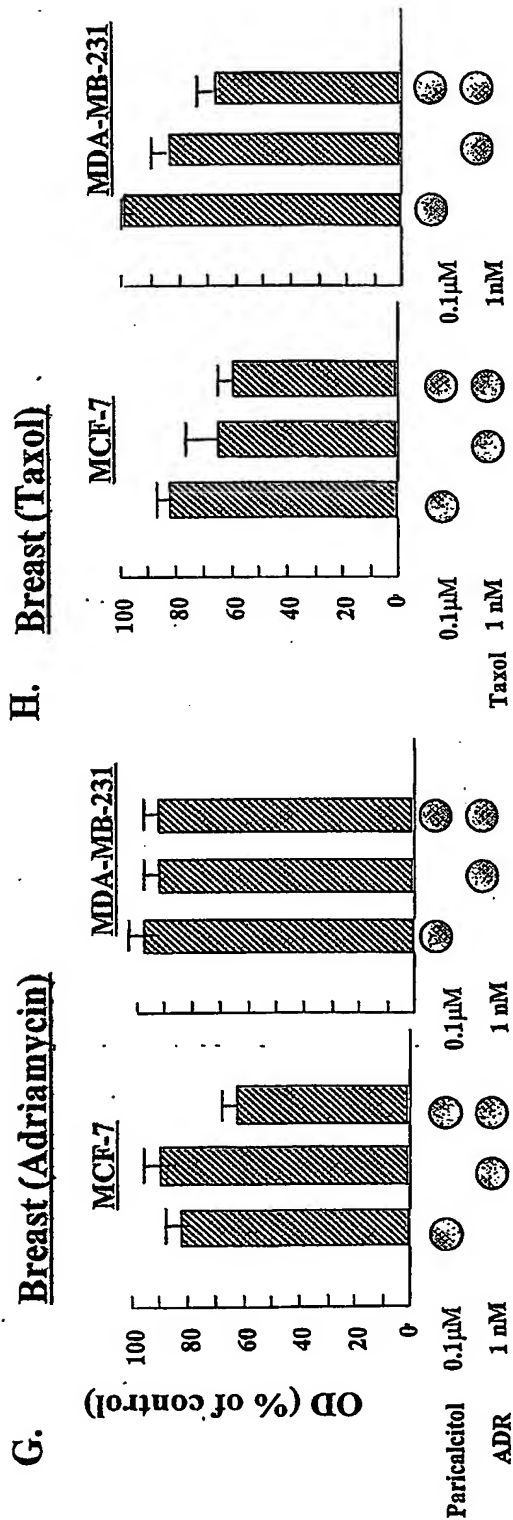 G. Breast (Adriamycin)
MCF-7
MDA-MB-231
OD (% of control)
100
80
60
40
20
0
Paricalcitol 0.1µM 0.1µM
ADR 1 nM 1 nM
H. Breast (Taxol)
MCF-7
MDA-MB-231
100
80
60
40
20
0
0.1µM 0.1µM
Taxol 1 nM 1nM